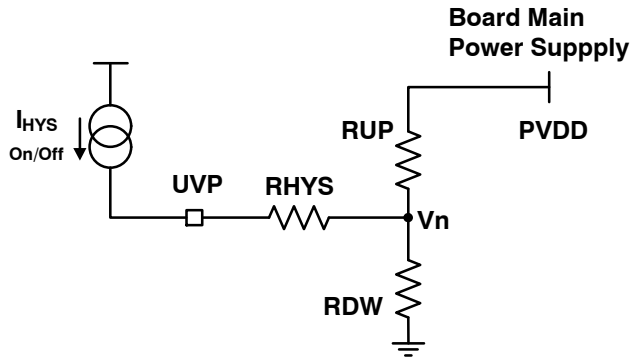 Board Main
Power Suppply
IHYS
On/Off
RUP
PVDD
UVP
RHYS
Vn
RDW